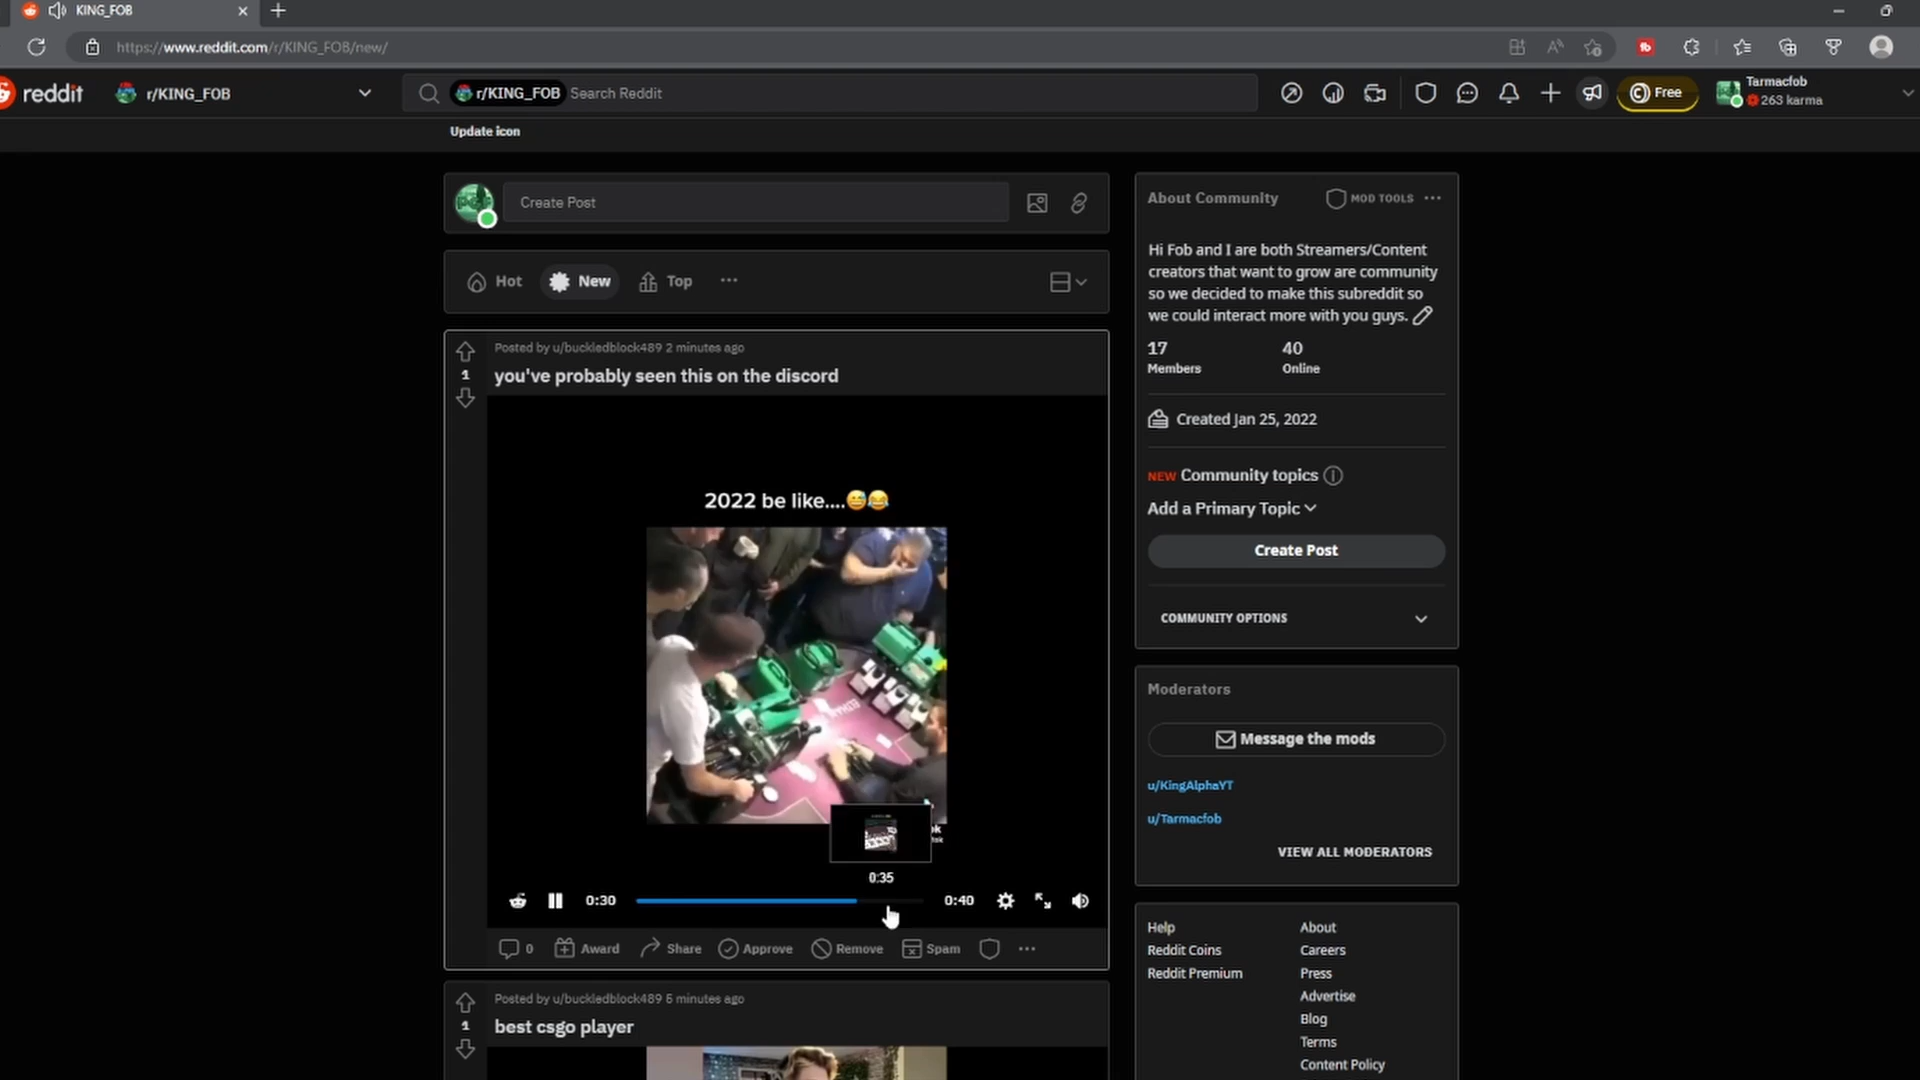 KING_FOB
https://www.reddit.com/r/KING_FOB/new/
reddit
r/KING_FOB
r/KING_FOB Search Reddit
Free
Tarmacfob
263 karma
Update icon
Create Post
Hot
New
Top
Posted by u/buckledblock489 2 minutes ago
1
you've probably seen this on the discord
2022 be like....😅😂
0:35
0:30
0:40
0
Award
Share
Approve
Remove
Spam
Posted by u/buckledblock489 5 minutes ago
1
best csgo player
About Community
MOD TOOLS
Hi Fob and I are both Streamers/Content
creators that want to grow are community
so we decided to make this subreddit so
we could interact more with you guys.
17
Members
40
Online
Created Jan 25, 2022
NEW Community topics
Add a Primary Topic
Create Post
COMMUNITY OPTIONS
Moderators
Message the mods
u/KingAlphaYT
u/Tarmacfob
VIEW ALL MODERATORS
Help
Reddit Coins
Reddit Premium
About
Careers
Press
Advertise
Blog
Terms
Content Policy